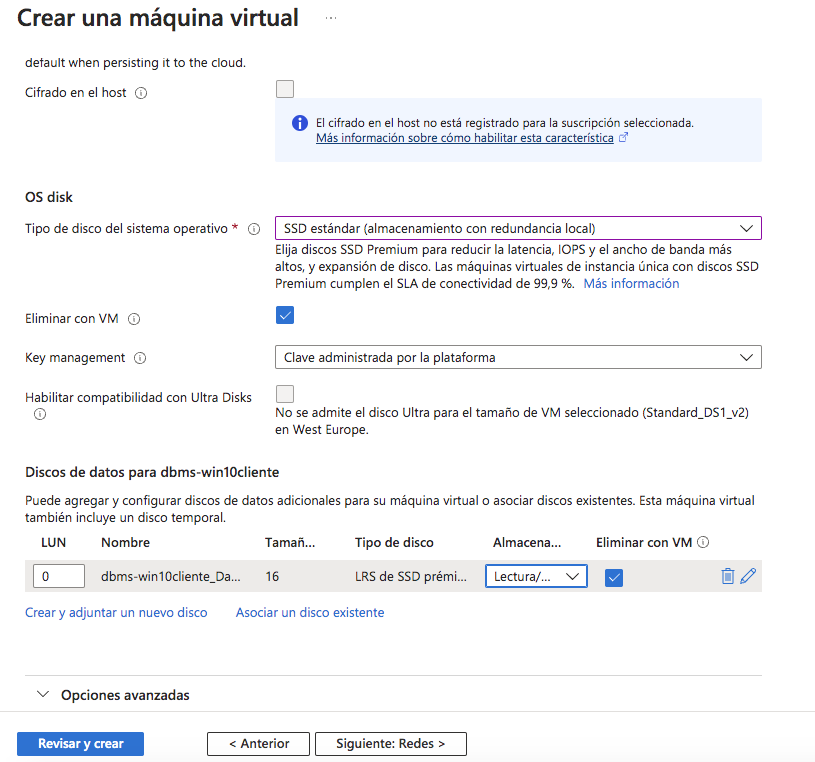 Crear una máquina virtual ...
default when persisting it to the cloud.
Cifrado en el host
El cifrado en el host no está registrado para la suscripción seleccionada.
Más información sobre cómo habilitar esta característica
OS disk
Tipo de disco del sistema operativo *
SSD estándar (almacenamiento con redundancia local)
Elija discos SSD Premium para reducir la latencia, IOPS y el ancho de banda más
altos, y expansión de disco. Las máquinas virtuales de instancia única con discos SSD
Premium cumplen el SLA de conectividad de 99,9 %. Más información
Eliminar con VM
Key management
Clave administrada por la plataforma
Habilitar compatibilidad con Ultra Disks
No se admite el disco Ultra para el tamaño de VM seleccionado (Standard_DS1_v2)
en West Europe.
Discos de datos para dbms-win10cliente
Puede agregar y configurar discos de datos adicionales para su máquina virtual o asociar discos existentes. Esta máquina virtual
también incluye un disco temporal.
LUN Nombre Tamañ... Tipo de disco Almacena... Eliminar con VM
0 dbms-win10cliente_Da... 16 LRS de SSD prémi... Lectura/...
Crear y adjuntar un nuevo disco Asociar un disco existente
Opciones avanzadas
Revisar y crear < Anterior Siguiente: Redes >